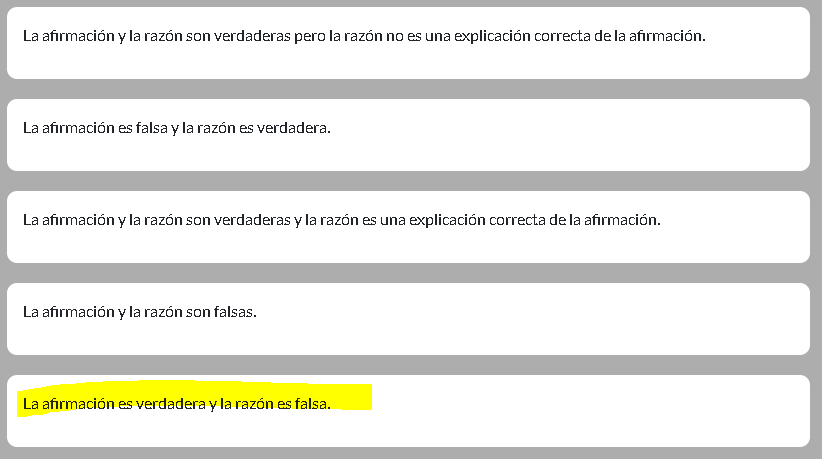 La afirmación y la razón son verdaderas pero la razón no es una explicación correcta de la afirmación.
La afirmación es falsa y la razón es verdadera.
La afirmación y la razón son verdaderas y la razón es una explicación correcta de la afirmación.
La afirmación y la razón son falsas.
La afirmación es verdadera y la razón es falsa.